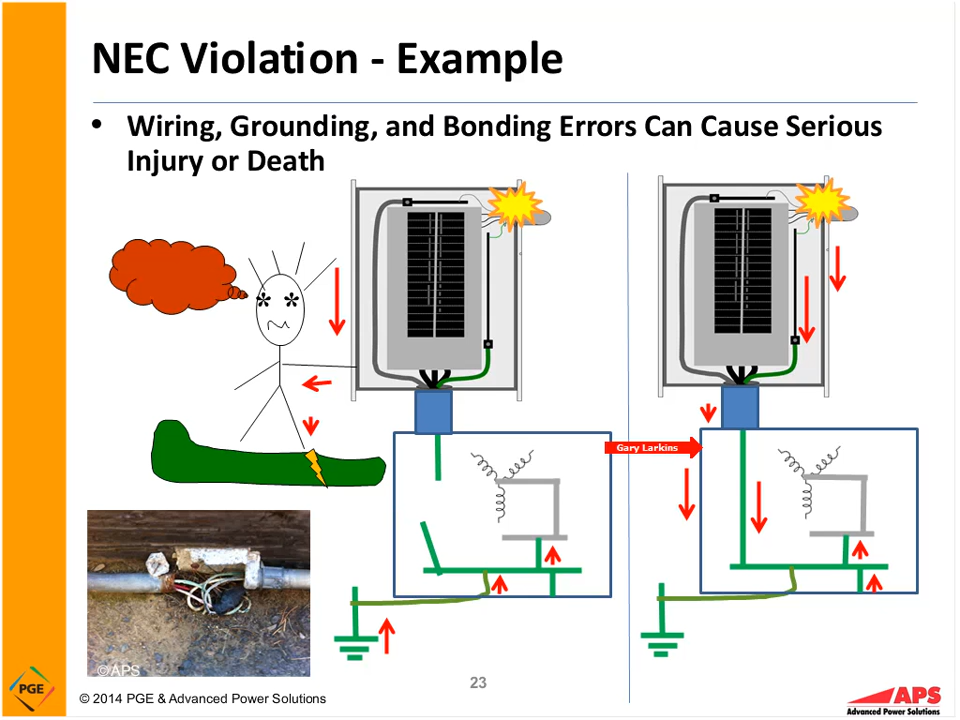 NEC Violation - Example
• Wiring, Grounding, and Bonding Errors Can Cause Serious
Injury or Death
* *
Gary Larkins
©APS
23
PGE
© 2014 PGE & Advanced Power Solutions
APS
Advanced Power Solutions